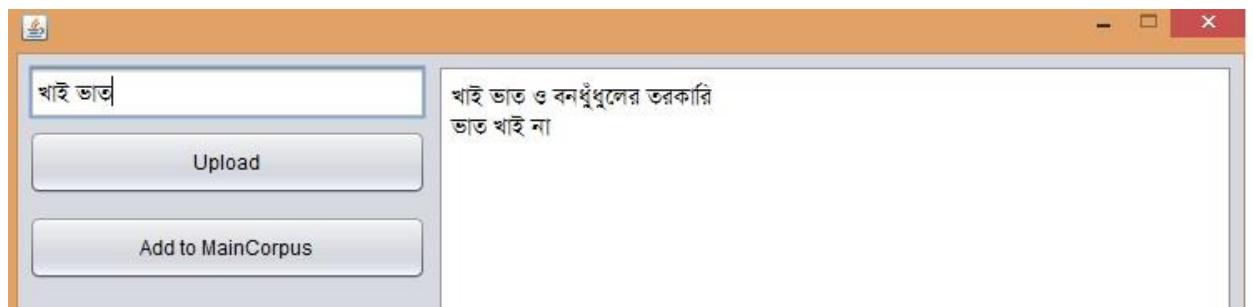 খাই ভাত
Upload
Add to MainCorpus
খাই ভাত ও বনধুঁধুলের তরকারি
ভাত খাই না